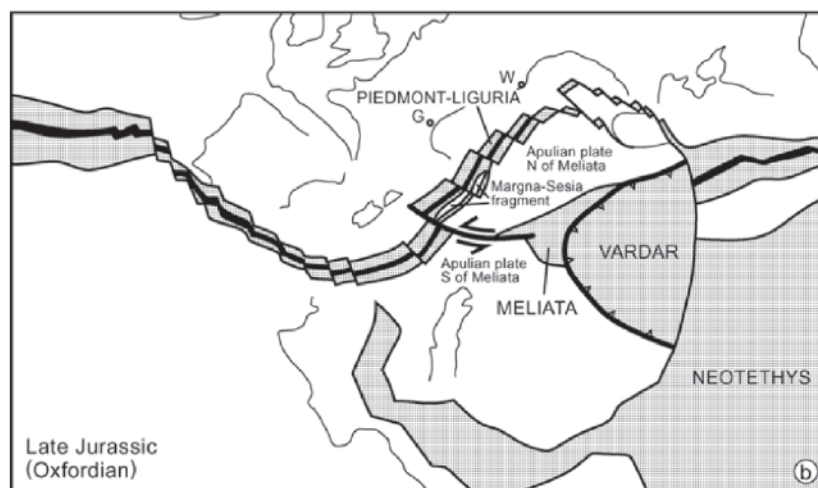 W
PIEDMONT-LIGURIA
G
Apulian plate
N of Meliata
Margna-Sesia
fragment
VARDAR
Apulian plate
S of Meliata
MELIATA
NEOTETHYS
Late Jurassic
(Oxfordian)
b